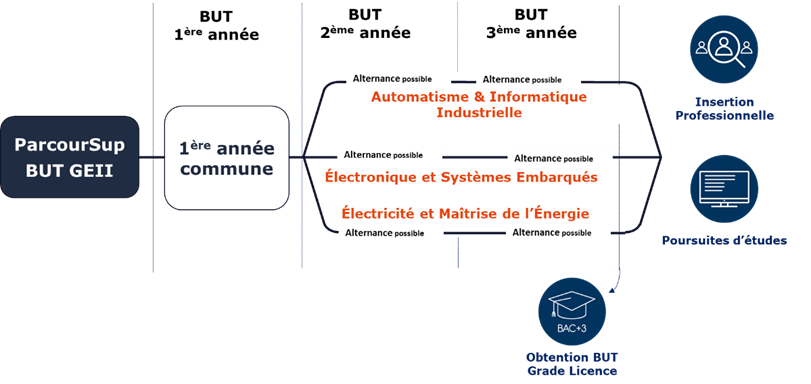 BUT
1ère année
BUT
2ème année
BUT
3ème année
ParcourSup
BUT GEII
1ère année
commune
Alternance possible
Alternance possible
Automatisme & Informatique
Industrielle
Alternance possible
Alternance possible
Électronique et Systèmes Embarqués
Électricité et Maîtrise de l'Énergie
Alternance possible
Alternance possible
Insertion
Professionnelle
Poursuites d'études
BAC+3
Obtention BUT
Grade Licence